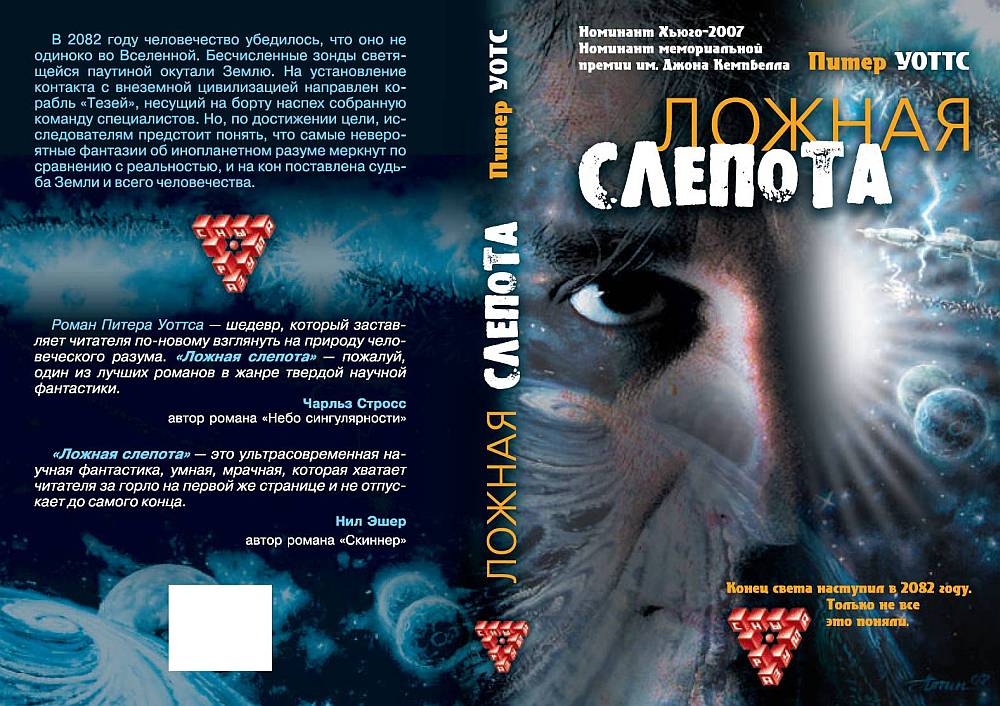 В 2082 году человечество убедилось, что оно не
одиноко во Вселенной. Бесчисленные зонды светя-
щейся паутиной окутали Землю. На установление
контакта с внеземной цивилизацией направлен ко-
рабль «Тезей», несущий на борту наспех собранную
команду специалистов. Но, по достижении цели, ис-
следователям предстоит понять, что самые неверо-
ятные фантазии об инопланетном разуме меркнут по
сравнению с реальностью, и на кон поставлена судь-
ба Земли и всего человечества.
Роман Питера Уоттса — шедевр, который застав-
ляет читателя по-новому взглянуть на природу чело-
веческого разума. «Ложная слепота» — пожалуй,
один из лучших романов в жанре твердой научной
фантастики.
Чарльз Стросс
автор романа «Небо сингулярности»
«Ложная слепота» — это ультрасовременная на-
учная фантастика, умная, мрачная, которая хватает
читателя за горло на первой же странице и не отпус-
кает до самого конца.
Нил Эшер
автор романа «Скиннер»
Питер УОТТС
ЛОЖНАЯ СЛЕПОТА
Номинант Хьюго-2007
Номинант мемориальной
премии им. Джона Кемпбелла
Питер УОТТС
ЛОЖНАЯ
СЛЕПОТА
Конец света наступил в 2082 году.
Только не все
это поняли.